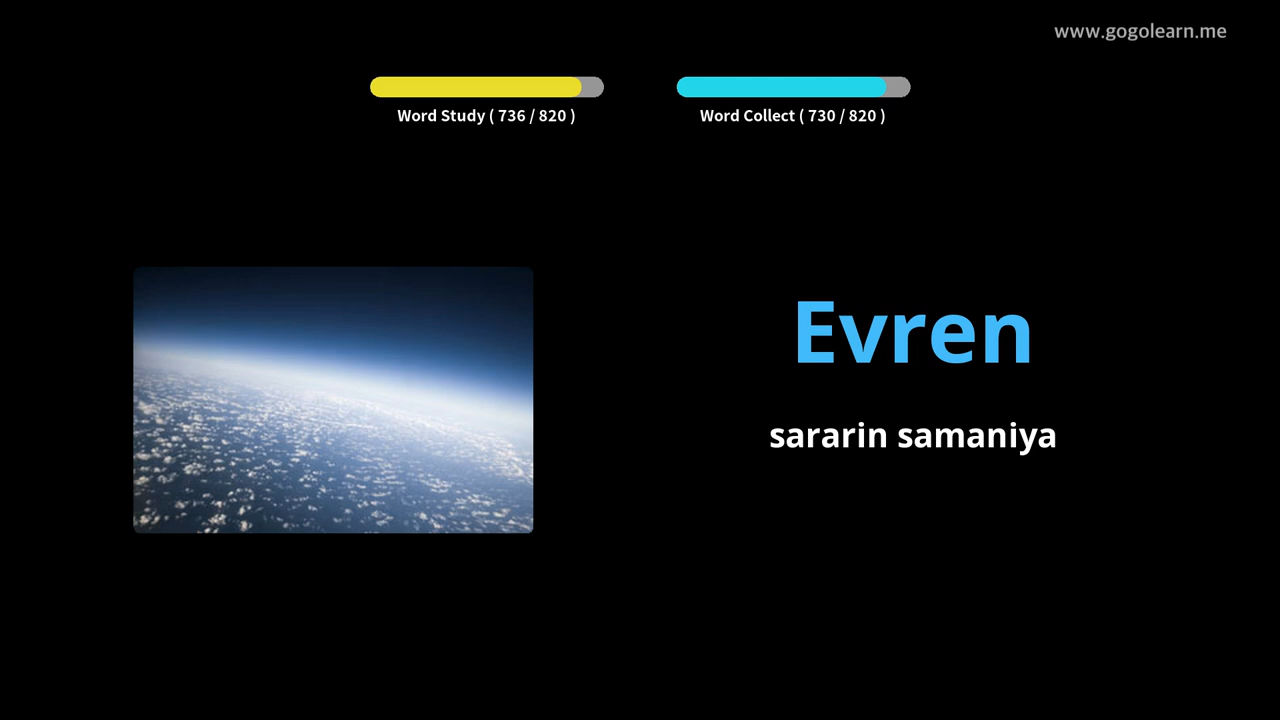 www.gogolearn.me
Word Study ( 736 / 820 )
Word Collect ( 730 / 820 )
Evren
sararin samaniya